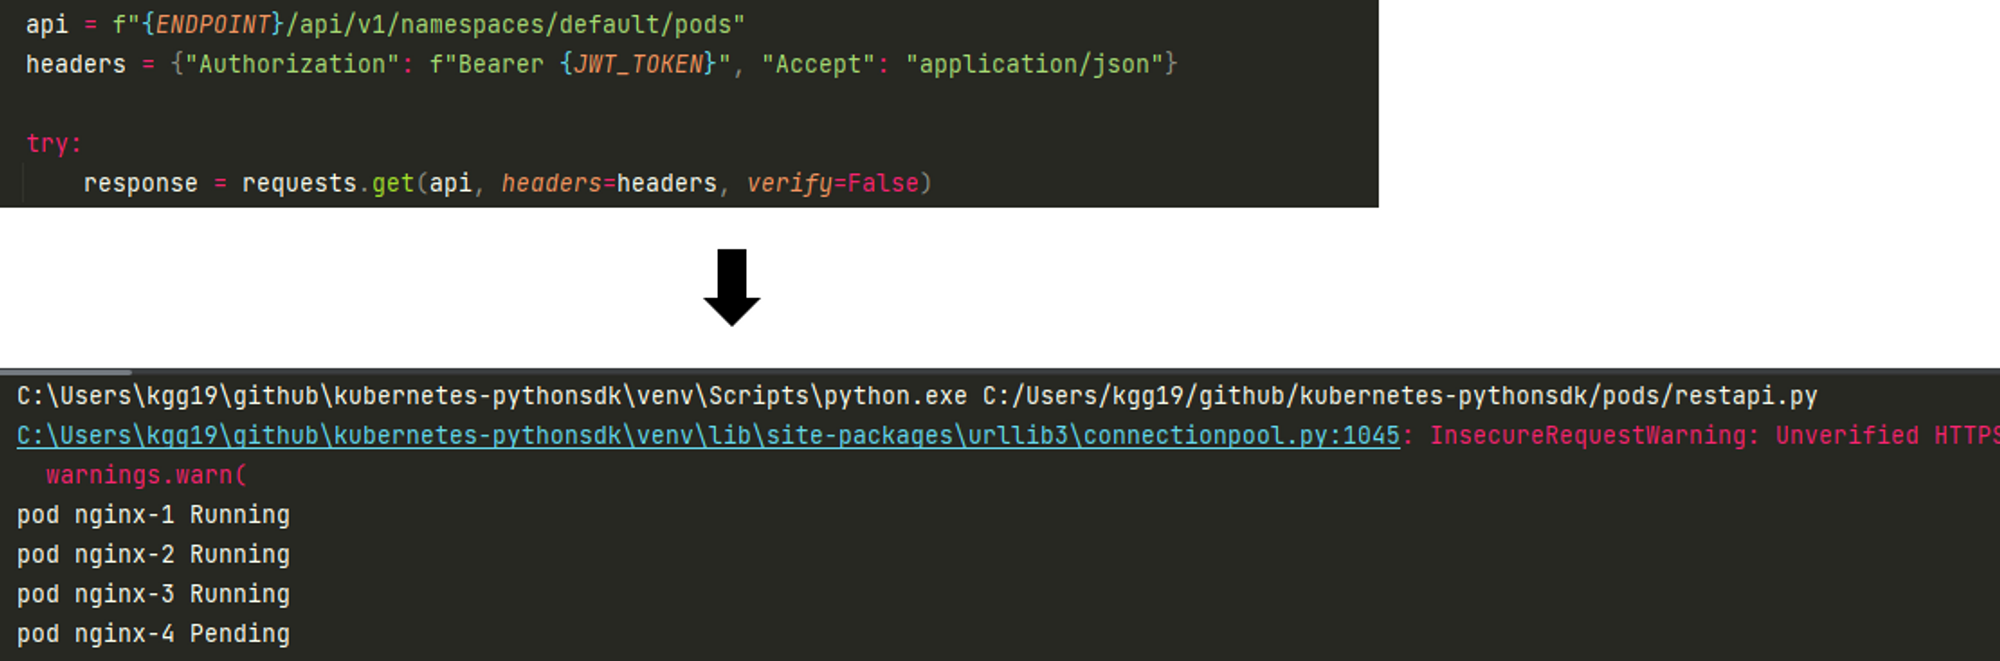 api = f"{ENDPOINT}/api/v1/namespaces/default/pods"
headers = {"Authorization": f"Bearer {JWT_TOKEN}", "Accept": "application/json"}
try:
response = requests.get(api, headers=headers, verify=False)
C:\Users\kgg19\github\kubernetes-pythonsdk\venv\Scripts\python.exe C:/Users/kgg19/github/kubernetes-pythonsdk/pods/restapi.py
C:\Users\kgg19\github\kubernetes-pythonsdk\venv\lib\site-packages\urllib3\connectionpool.py:1045: InsecureRequestWarning: Unverified HTTPS
warnings.warn(
pod nginx-1 Running
pod nginx-2 Running
pod nginx-3 Running
pod nginx-4 Pending